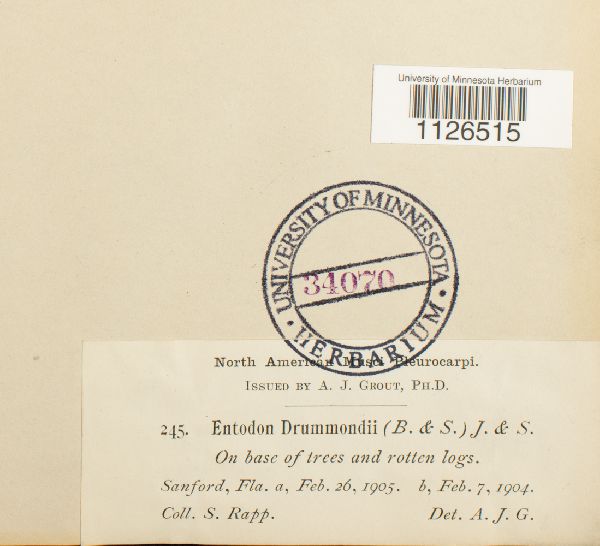 University of Minnesota Herbarium
1126515
UNIVERSITY OF MINNESOTA
34070
• HERBARIUM •
North American Musci Pleurocarpi.
Issued by A. J. Grout, Ph.D.
245. Entodon Drummondii (B. & S.) J. & S.
On base of trees and rotten logs.
Sanford, Fla. a, Feb. 26, 1905. b, Feb. 7, 1904.
Coll. S. Rapp. Det. A. J. G.